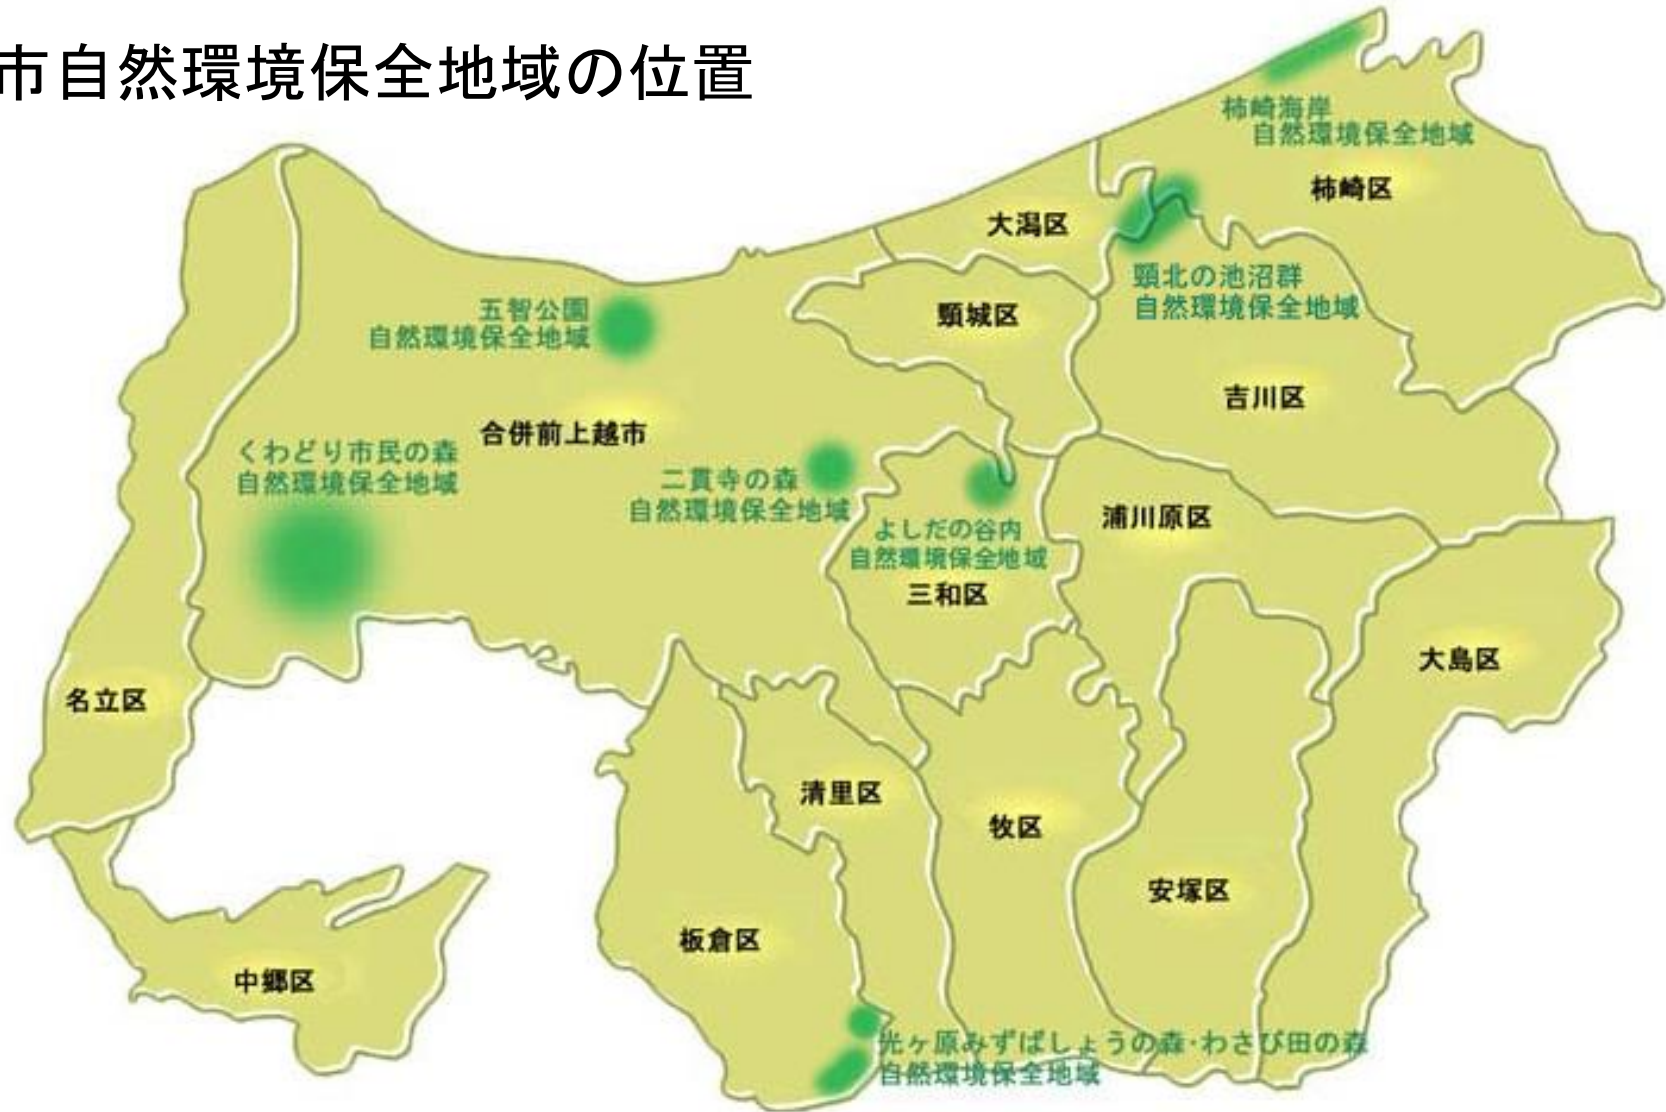 市自然環境保全地域の位置
柿崎海岸
自然環境保全地域
柿崎区
大潟区
頸北の池沼群
自然環境保全地域
五智公園
自然環境保全地域
頸城区
吉川区
合併前上越市
くわどり市民の森
自然環境保全地域
二貫寺の森
自然環境保全地域
よしだの谷内
自然環境保全地域
三和区
浦川原区
大島区
名立区
清里区
牧区
安塚区
板倉区
中郷区
光ヶ原みずばしょうの森・わさび田の森
自然環境保全地域